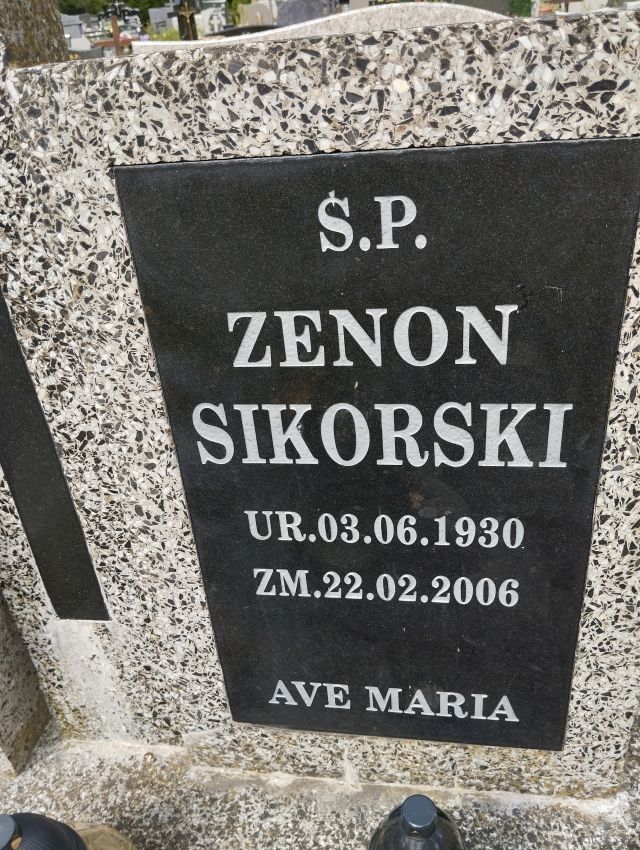 Ś.P.
ZENON
SIKORSKI
UR.03.06.1930
ZM.22.02.2006
AVE MARIA